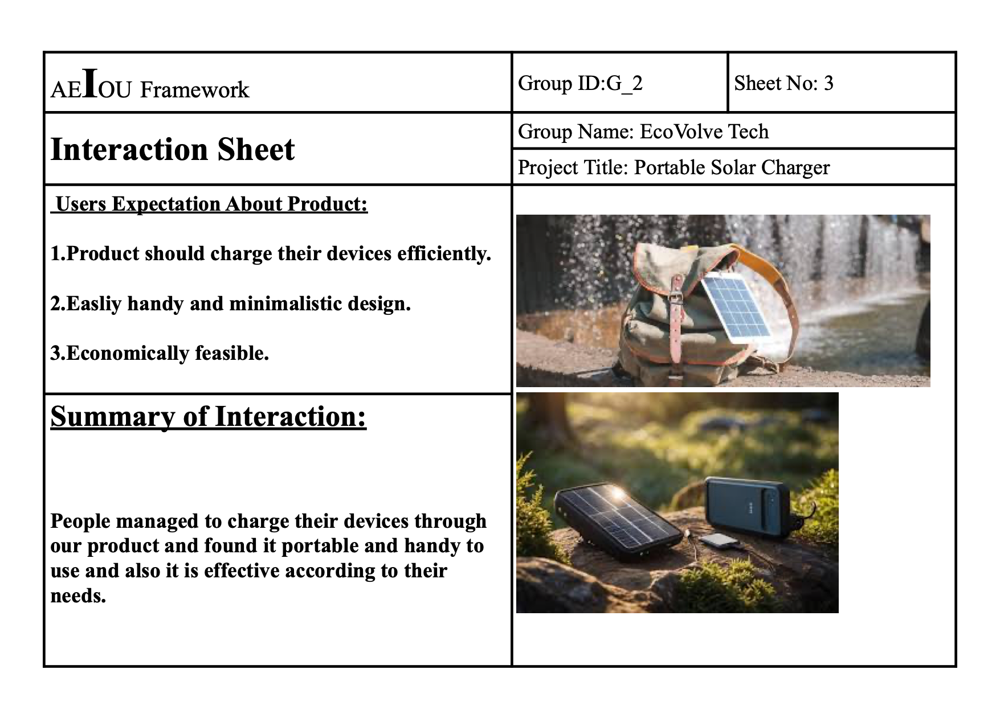 AEIOU Framework
Group ID:G_2
Sheet No: 3
Interaction Sheet
Group Name: EcoVolve Tech
Project Title: Portable Solar Charger
Users Expectation About Product:
1.Product should charge their devices efficiently.
2.Easliy handy and minimalistic design.
3.Economically feasible.
Summary of Interaction:
People managed to charge their devices through
our product and found it portable and handy to
use and also it is effective according to their
needs.